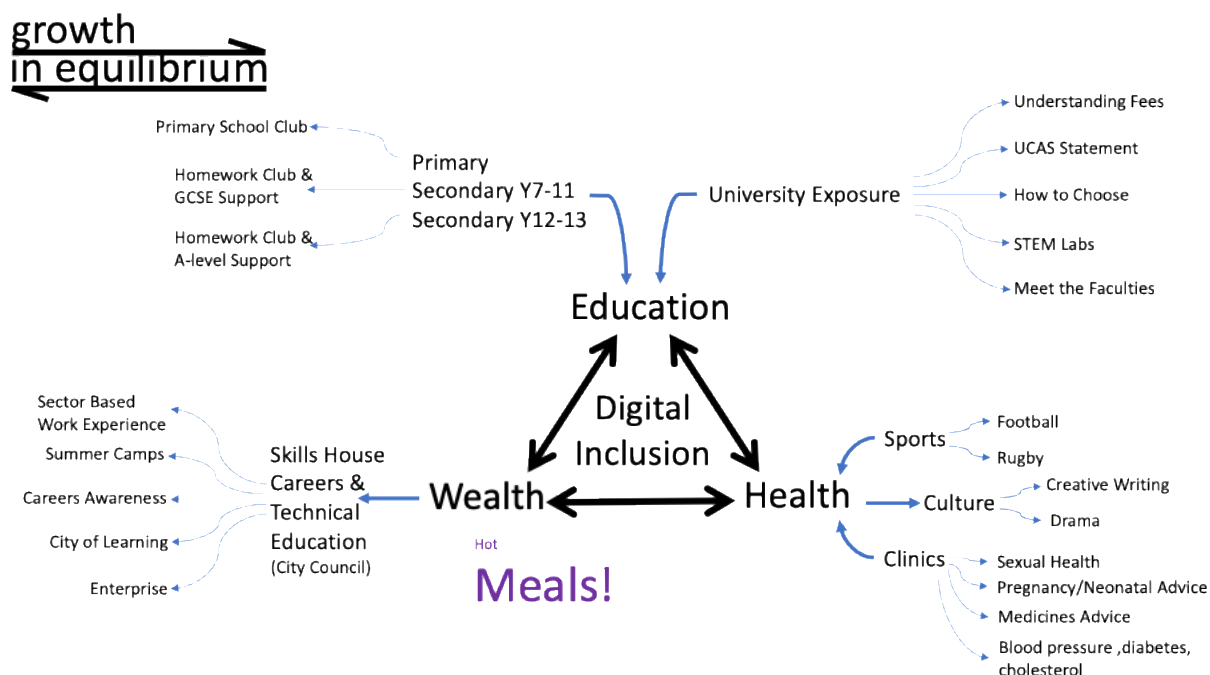 growth
in equilibrium
Primary School Club
Homework Club &
GCSE Support
Homework Club &
A-level Support
Primary
Secondary Y7-11
Secondary Y12-13
University Exposure
Understanding Fees
UCAS Statement
How to Choose
STEM Labs
Meet the Faculties
Education
Digital
Inclusion
Wealth
Health
Sector Based
Work Experience
Summer Camps
Careers Awareness
City of Learning
Enterprise
Skills House
Careers &
Technical
Education
(City Council)
Hot
Meals!
Sports
Football
Rugby
Culture
Creative Writing
Drama
Clinics
Sexual Health
Pregnancy/Neonatal Advice
Medicines Advice
Blood pressure ,diabetes,
cholesterol